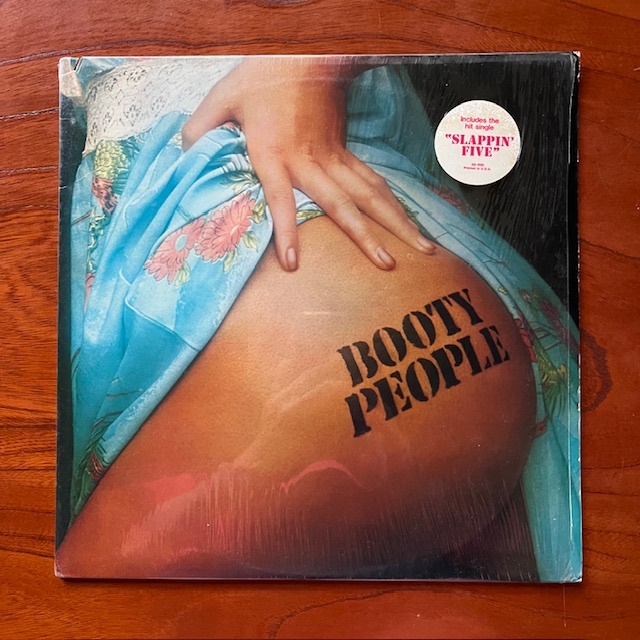 Includes the
hit single
"SLAPPIN'
FIVE"
BOOTY
PEOPLE